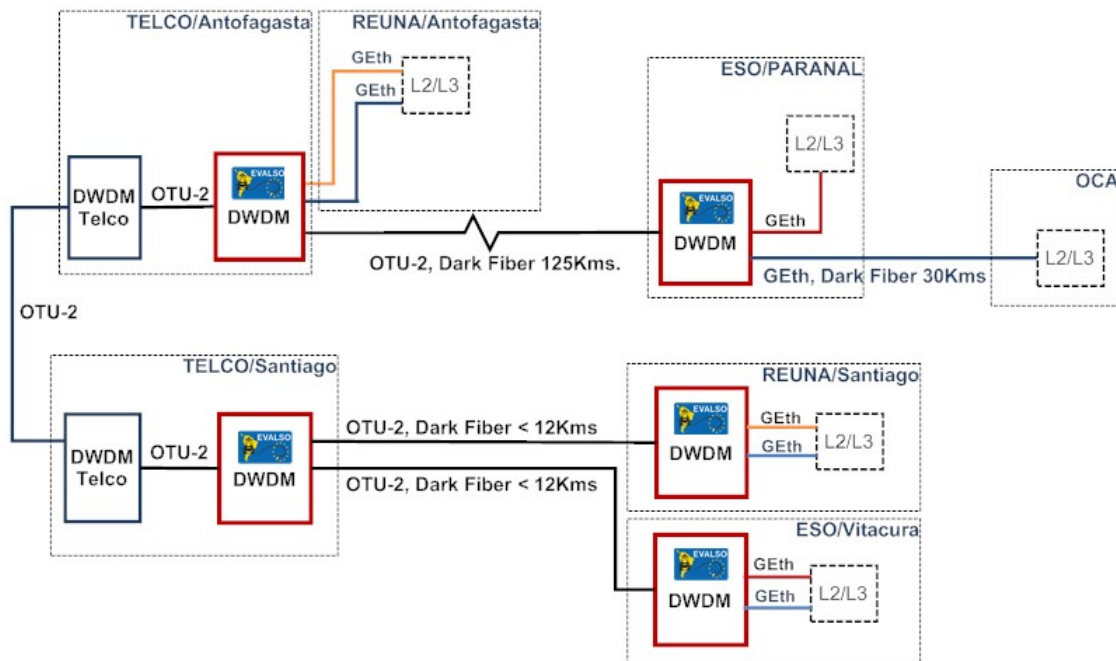 TELCO/Antofagasta
REUNA/Antofagasta
GEth
GEth
L2/L3
ESO/PARANAL
L2/L3
OCA
DWDM
Telco
OTU-2
EVALSO
DWDM
EVALSO
DWDM
GEth
L2/L3
OTU-2, Dark Fiber 125Kms.
GEth, Dark Fiber 30Kms
OTU-2
TELCO/Santiago
REUNA/Santiago
DWDM
Telco
OTU-2
EVALSO
DWDM
OTU-2, Dark Fiber < 12Kms
OTU-2, Dark Fiber < 12Kms
EVALSO
DWDM
GEth
GEth
L2/L3
ESO/Vitacura
EVALSO
DWDM
GEth
GEth
L2/L3